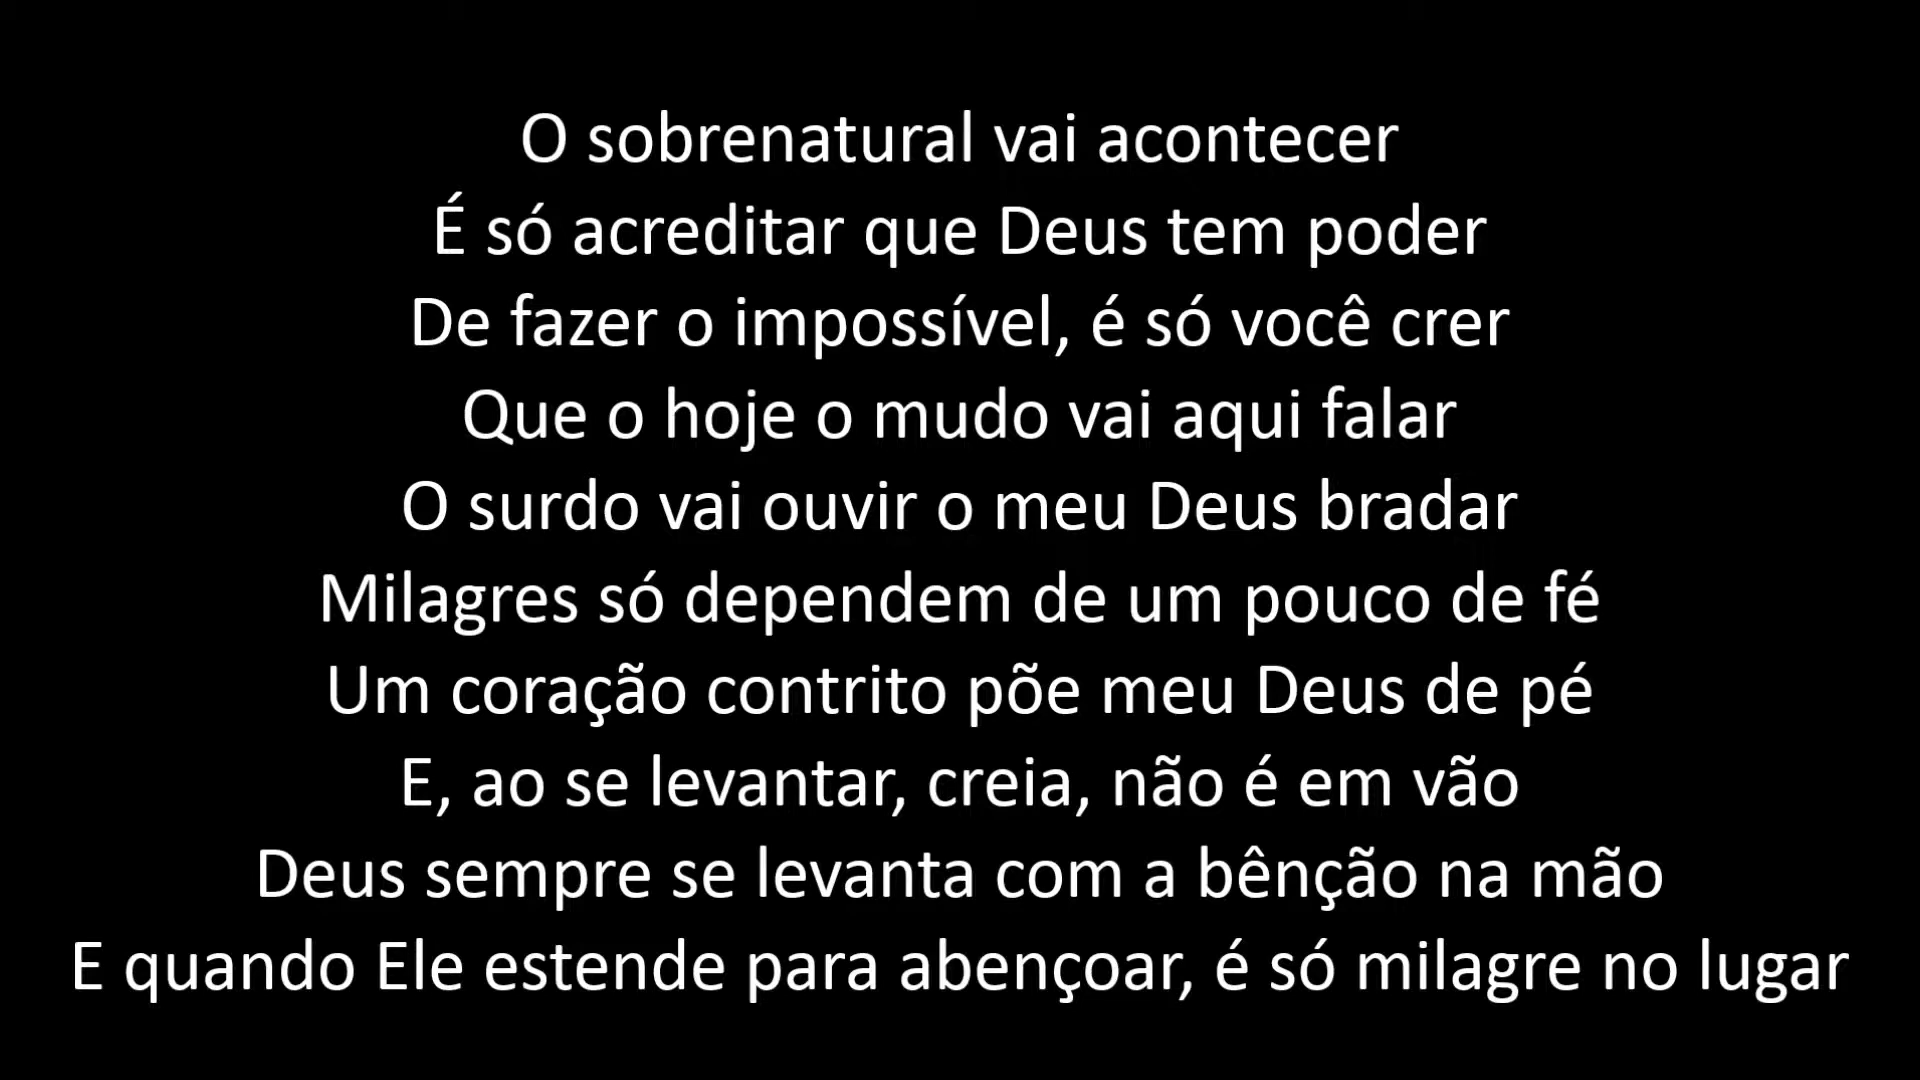 O sobrenatural vai acontecer
É só acreditar que Deus tem poder
De fazer o impossível, é só você crer
Que o hoje o mudo vai aqui falar
O surdo vai ouvir o meu Deus bradar
Milagres só dependem de um pouco de fé
Um coração contrito põe meu Deus de pé
E, ao se levantar, creia, não é em vão
Deus sempre se levanta com a bênção na mão
E quando Ele estende para abençoar, é só milagre no lugar